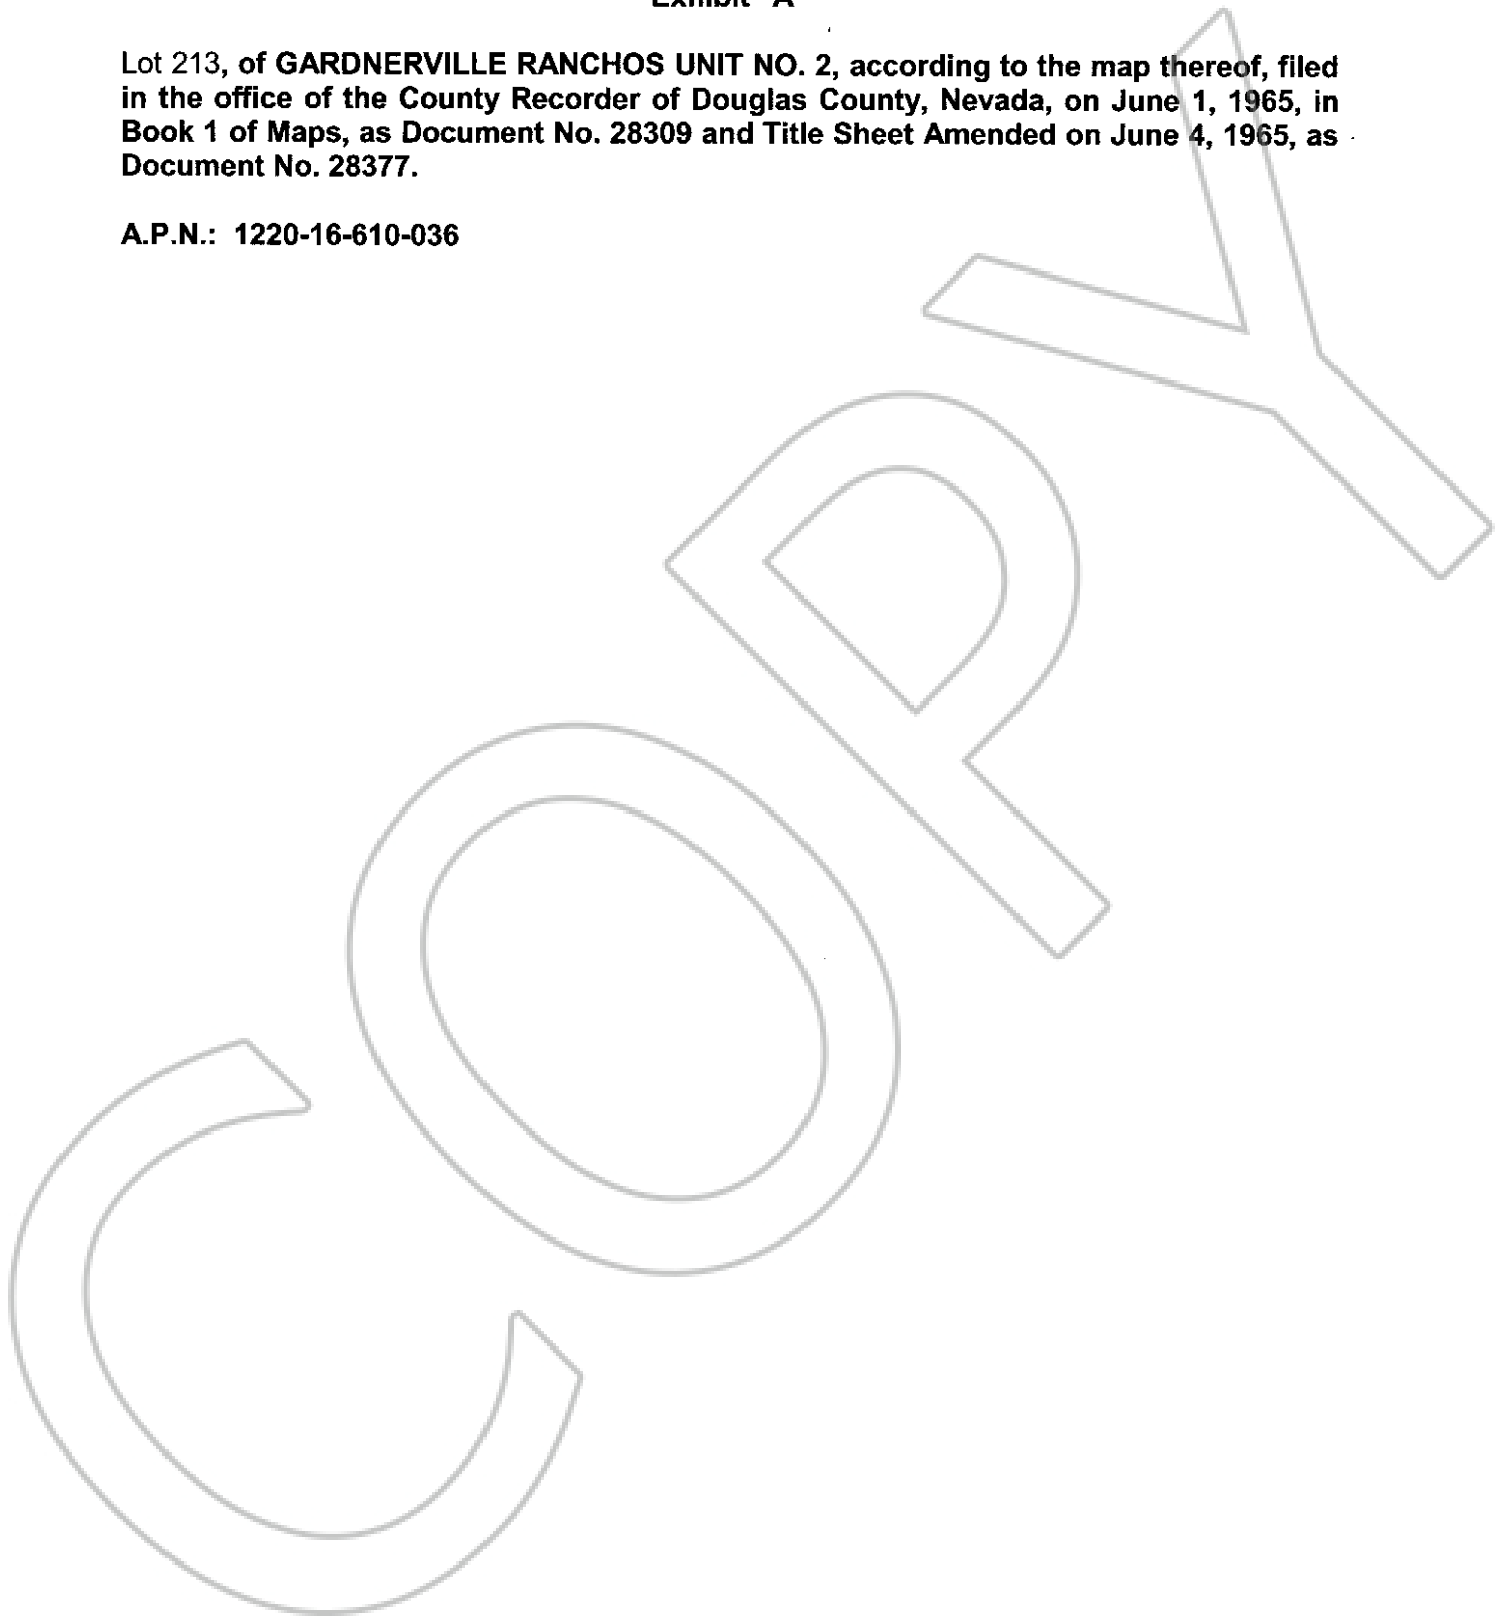 Exhibit "A"
Lot 213, of GARDNERVILLE RANCHOS UNIT NO. 2, according to the map thereof, filed
in the office of the County Recorder of Douglas County, Nevada, on June 1, 1965, in
Book 1 of Maps, as Document No. 28309 and Title Sheet Amended on June 4, 1965, as
Document No. 28377.
A.P.N.: 1220-16-610-036
COPY